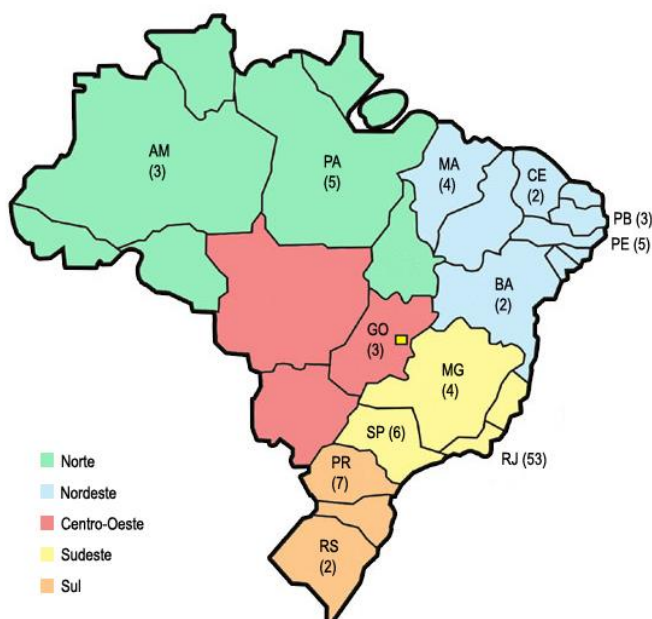 AM
(3)
PA
(5)
MA
(4)
CE
(2)
PB (3)
PE (5)
BA
(2)
GO
(3)
MG
(4)
SP (6)
RJ (53)
PR
(7)
RS
(2)
Norte
Nordeste
Centro-Oeste
Sudeste
Sul